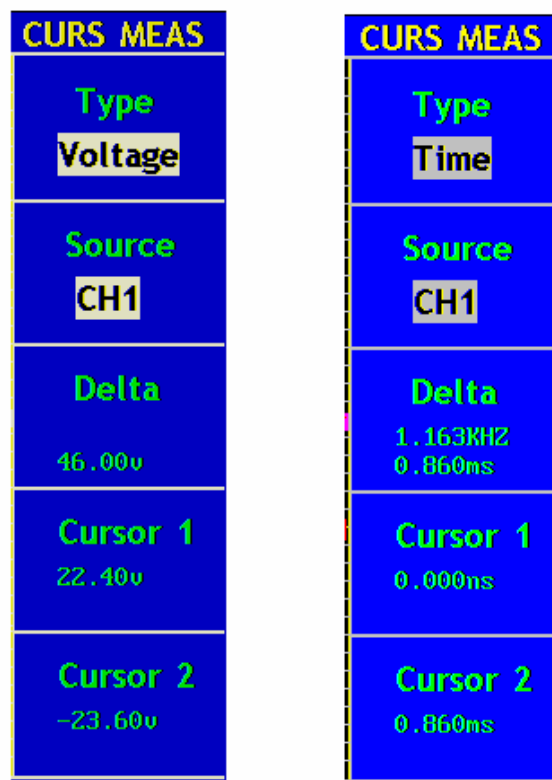 CURS MEAS
Type
Voltage
Source
CH1
Delta
46.00v
Cursor 1
22.40v
Cursor 2
-23.60v
CURS MEAS
Type
Time
Source
CH1
Delta
1.163KHZ
0.860ms
Cursor 1
0.000ns
Cursor 2
0.860ms